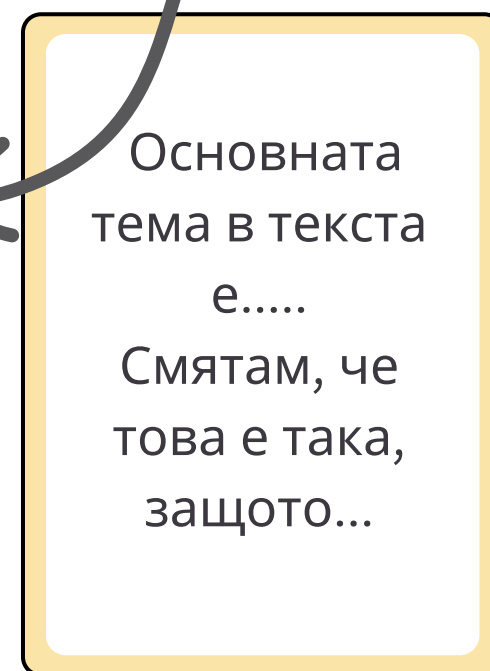 Основната
тема в текста
е.....
Смятам, че
това е така,
защото...